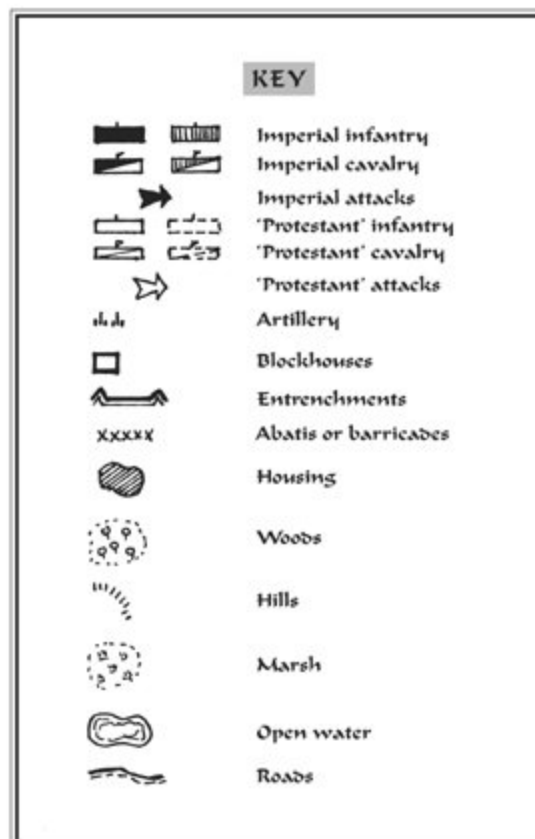 KEY
Imperial infantry
Imperial cavalry
Imperial attacks
'Protestant' infantry
'Protestant' cavalry
'Protestant' attacks
Artillery
Blockhouses
Entrenchments
xxxxx Abatis or barricades
Housing
Woods
Hills
Marsh
Open water
Roads